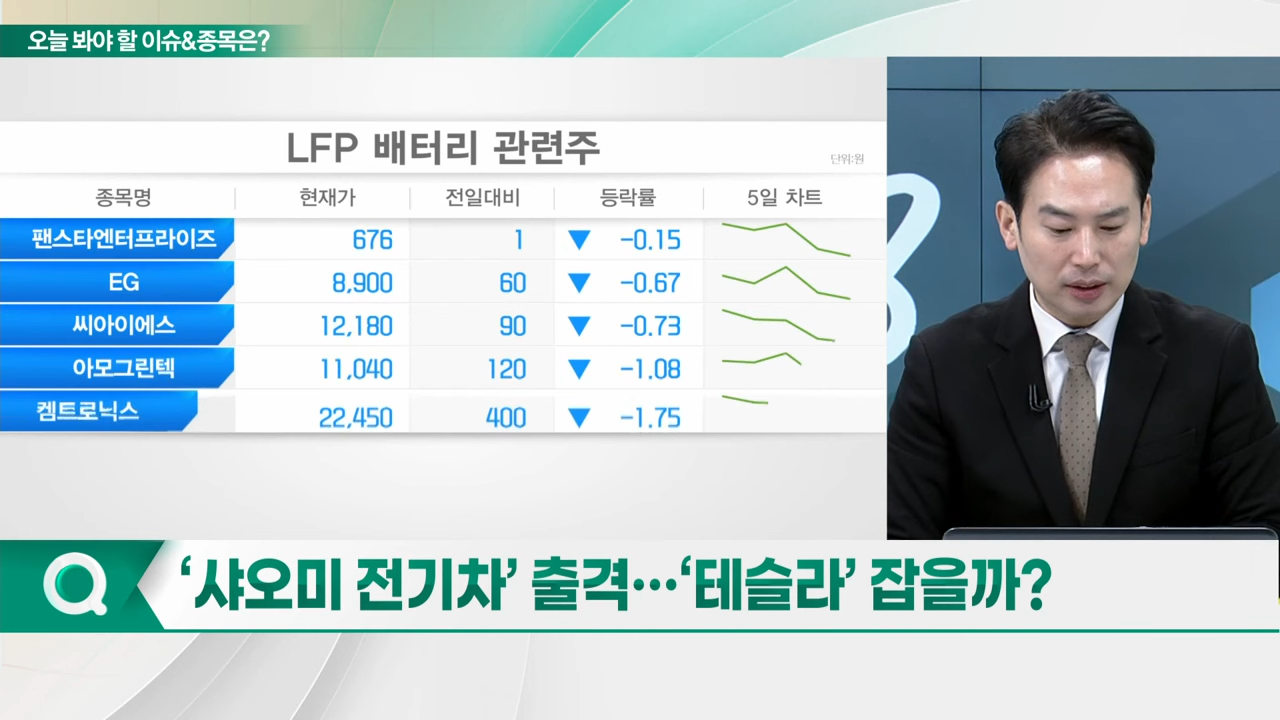 오늘 봐야 할 이슈&종목은?
LFP 배터리 관련주
단위:원
종목명 현재가 전일대비 등락률 5일 차트
팬스타엔터프라이즈 676 1 ▼ -0.15
EG 8,900 60 ▼ -0.67
씨아이에스 12,180 90 ▼ -0.73
아모그린텍 11,040 120 ▼ -1.08
켐트로닉스 22,450 400 ▼ -1.75
‘샤오미 전기차’ 출격…‘테슬라’ 잡을까?